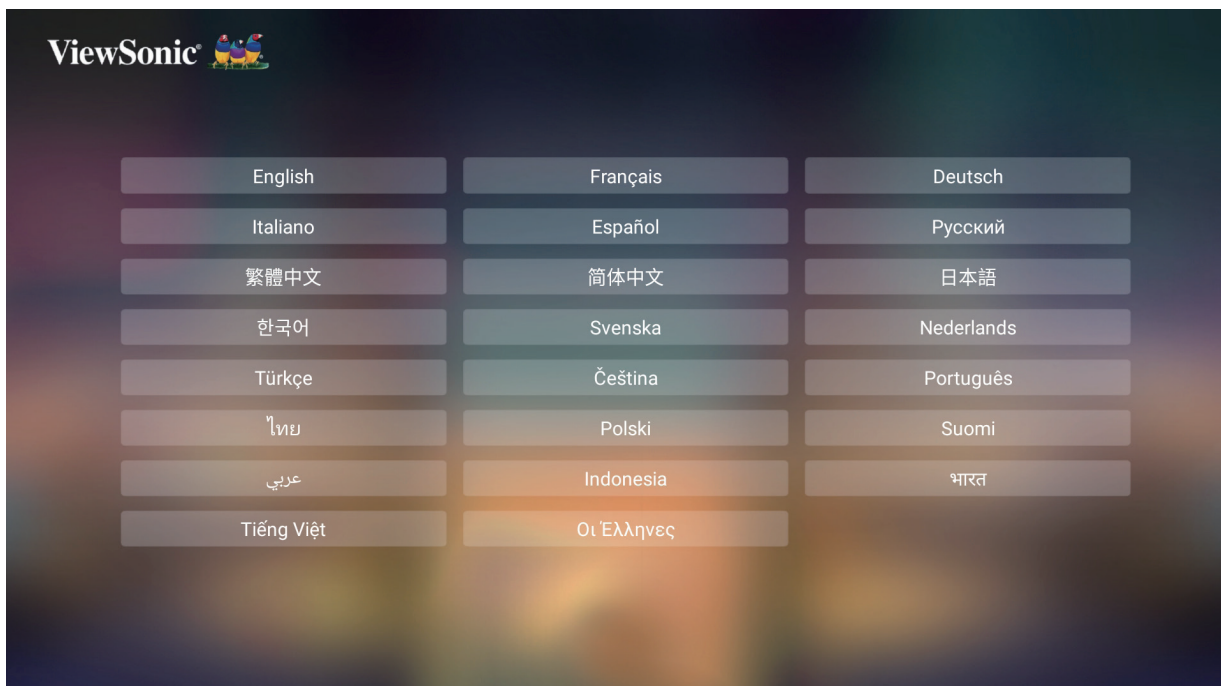 ViewSonic®
English Français Deutsch
Italiano Español Русский
繁體中文 简体中文 日本語
한국어 Svenska Nederlands
Türkçe Čeština Português
ไทย Polski Suomi
عربي Indonesia भारत
Tiếng Việt Οι Έλληνες